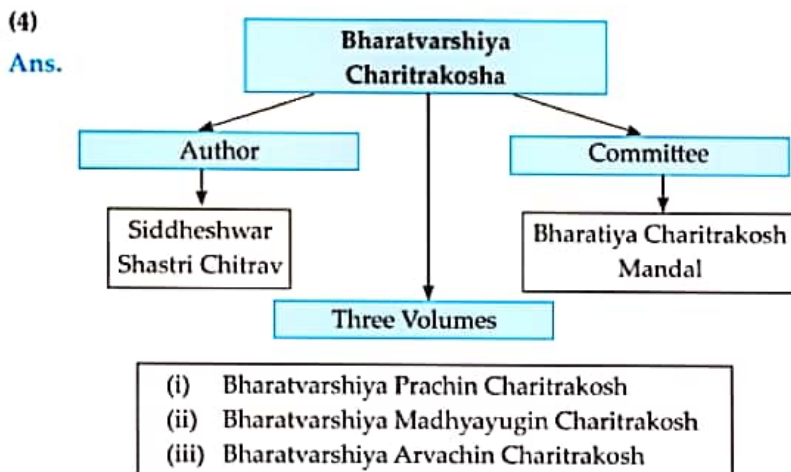 (4)
Ans.
Bharatvarshiya
Charitrakosha
Author
Committee
Siddheshwar
Shastri Chitrav
Bharatiya Charitrakosh
Mandal
Three Volumes
(i) Bharatvarshiya Prachin Charitrakosh
(ii) Bharatvarshiya Madhyayugin Charitrakosh
(iii) Bharatvarshiya Arvachin Charitrakosh